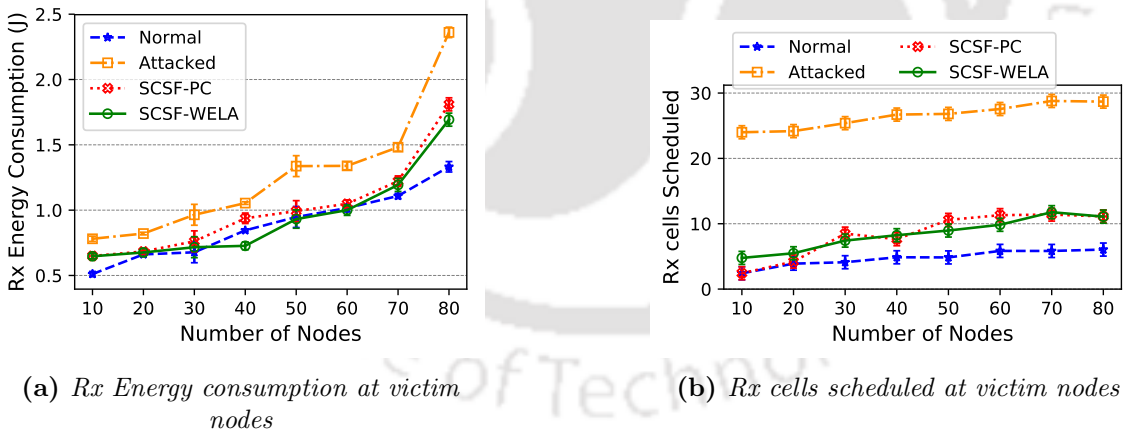 2.5
2.0
1.5
1.0
0.5
Rx Energy Consumption (J)
Normal
Attacked
SCSF-PC
SCSF-WELA
10 20 30 40 50 60 70 80
Number of Nodes
(a) Rx Energy consumption at victim
nodes
Normal
Attacked
SCSF-PC
SCSF-WELA
30
20
10
0
Rx cells Scheduled
10 20 30 40 50 60 70 80
Number of Nodes
(b) Rx cells scheduled at victim nodes
of Techno